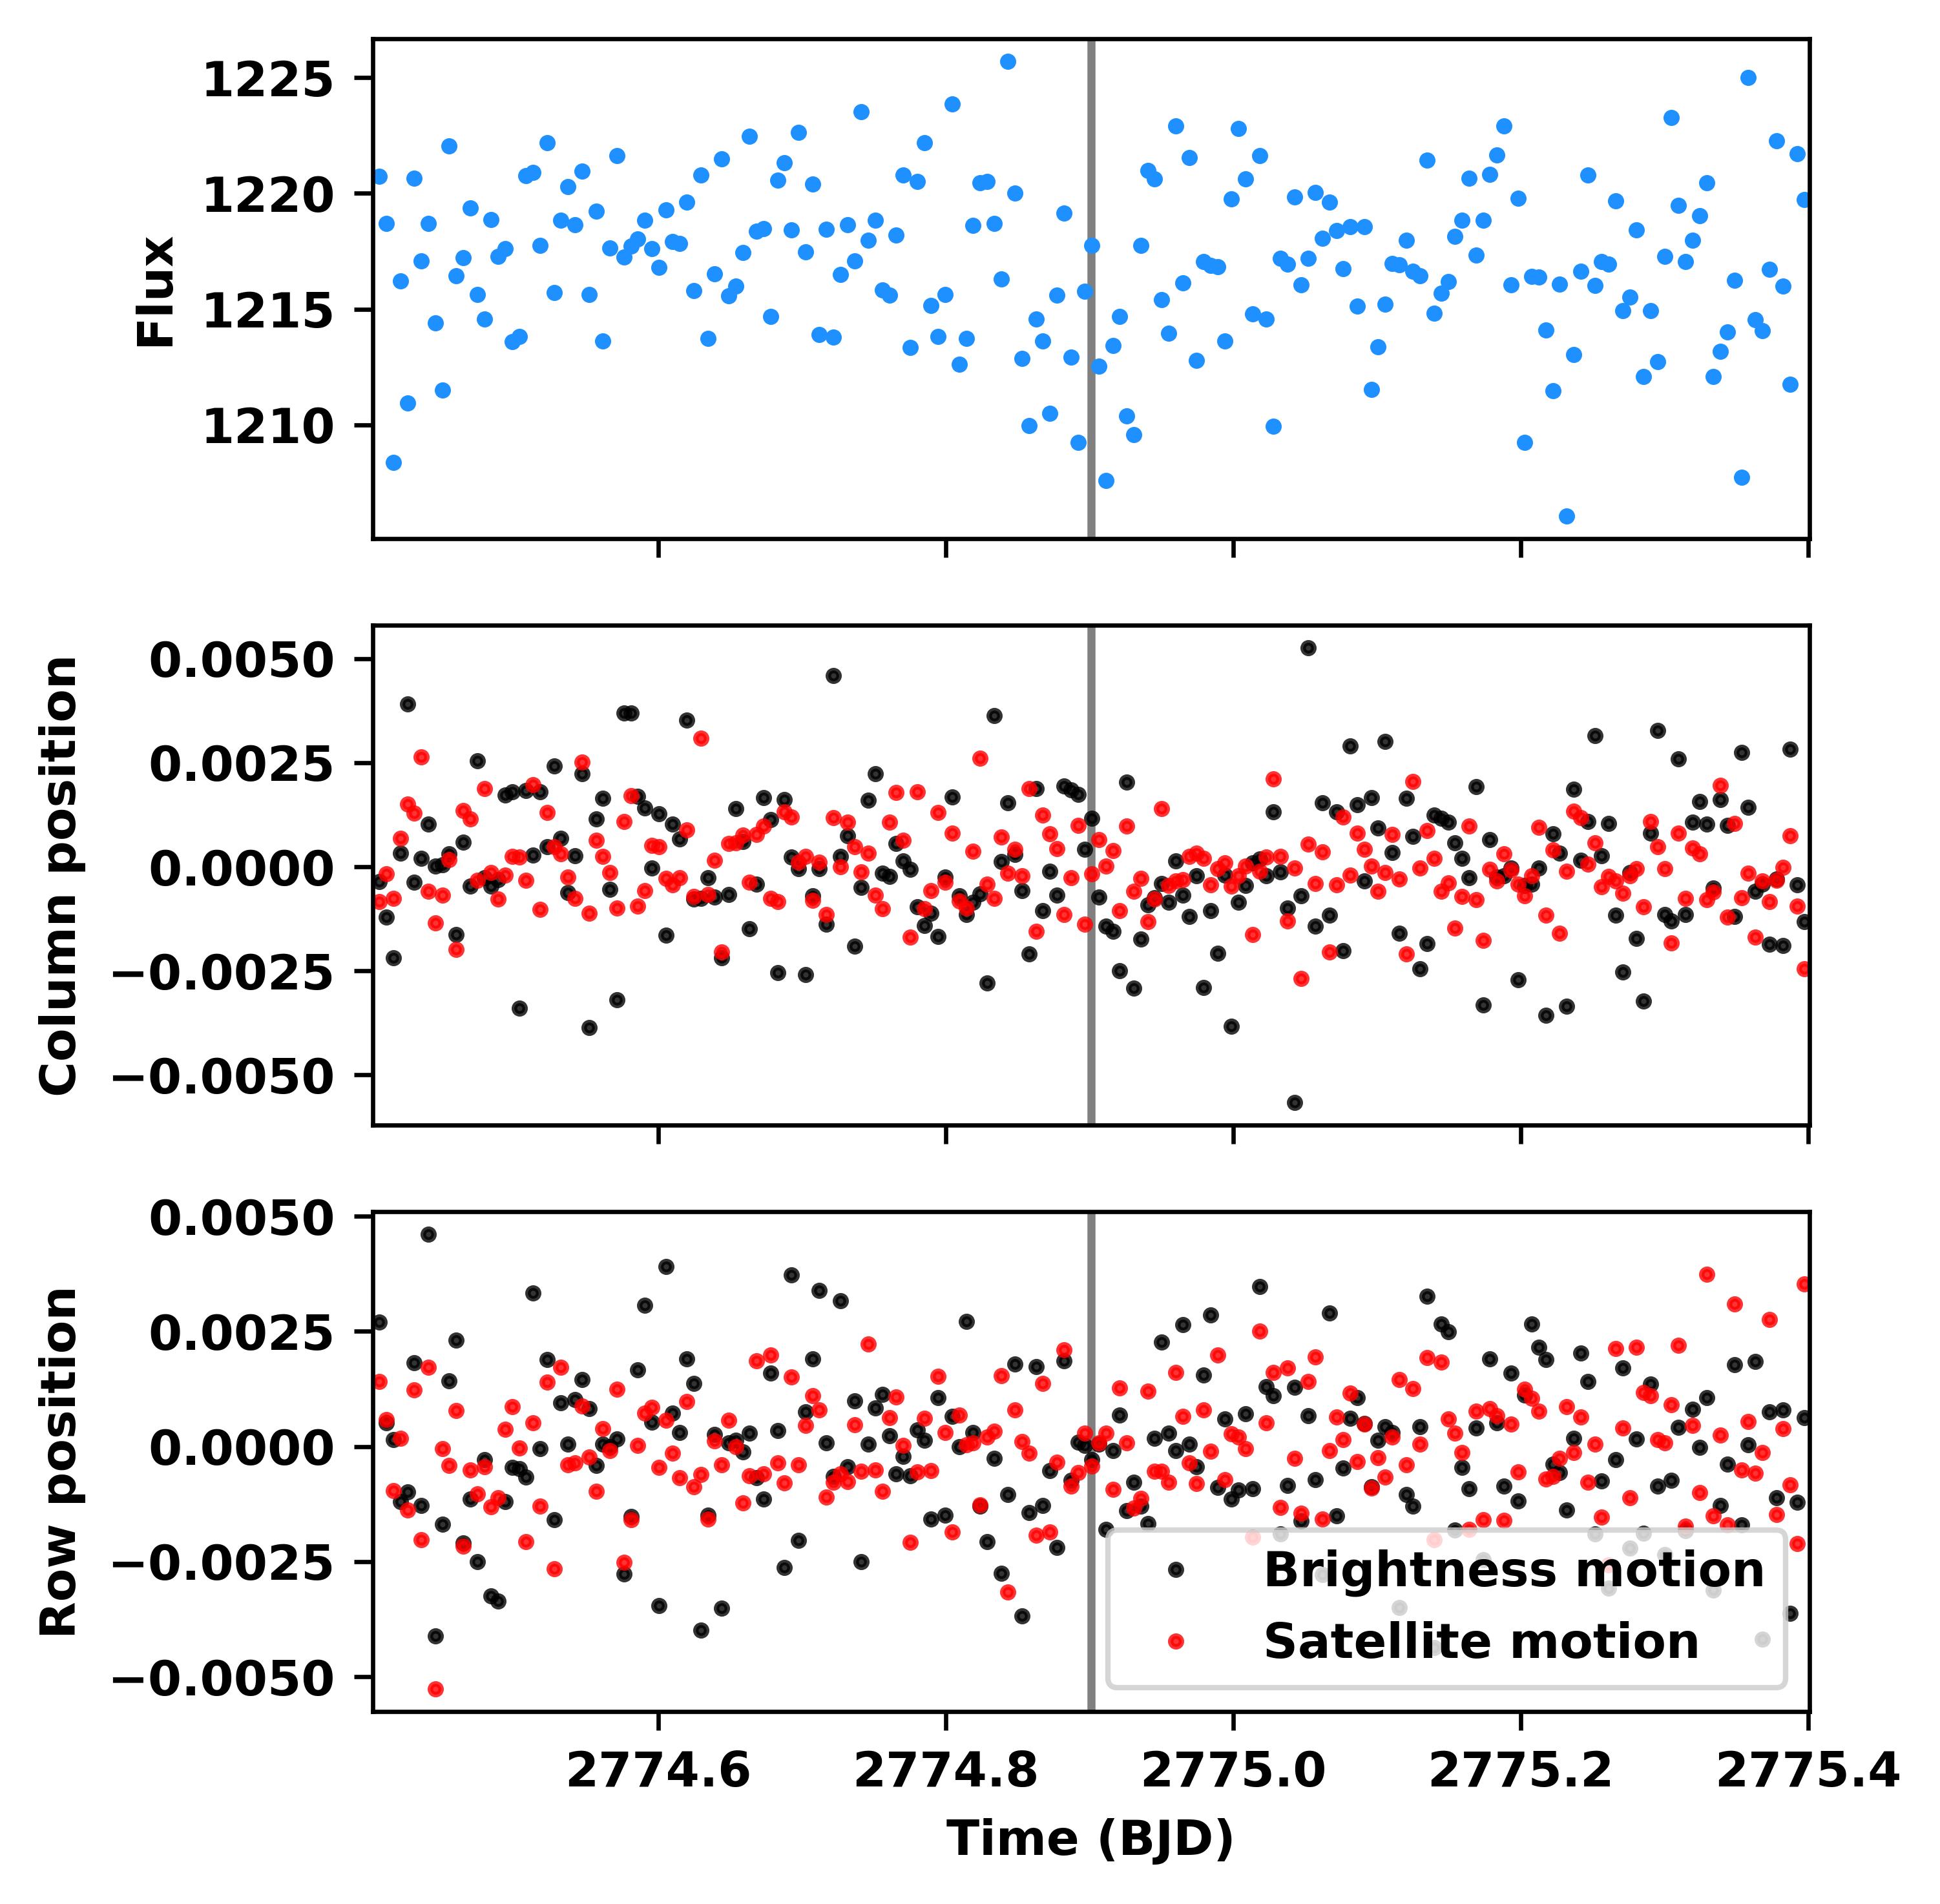 1225
1220
1215
1210
Flux
0.0050
0.0025
0.0000
−0.0025
−0.0050
Column position
0.0050
0.0025
0.0000
−0.0025
−0.0050
Row position
Brightness motion
Satellite motion
2774.6 2774.8 2775.0 2775.2 2775.4
Time (BJD)